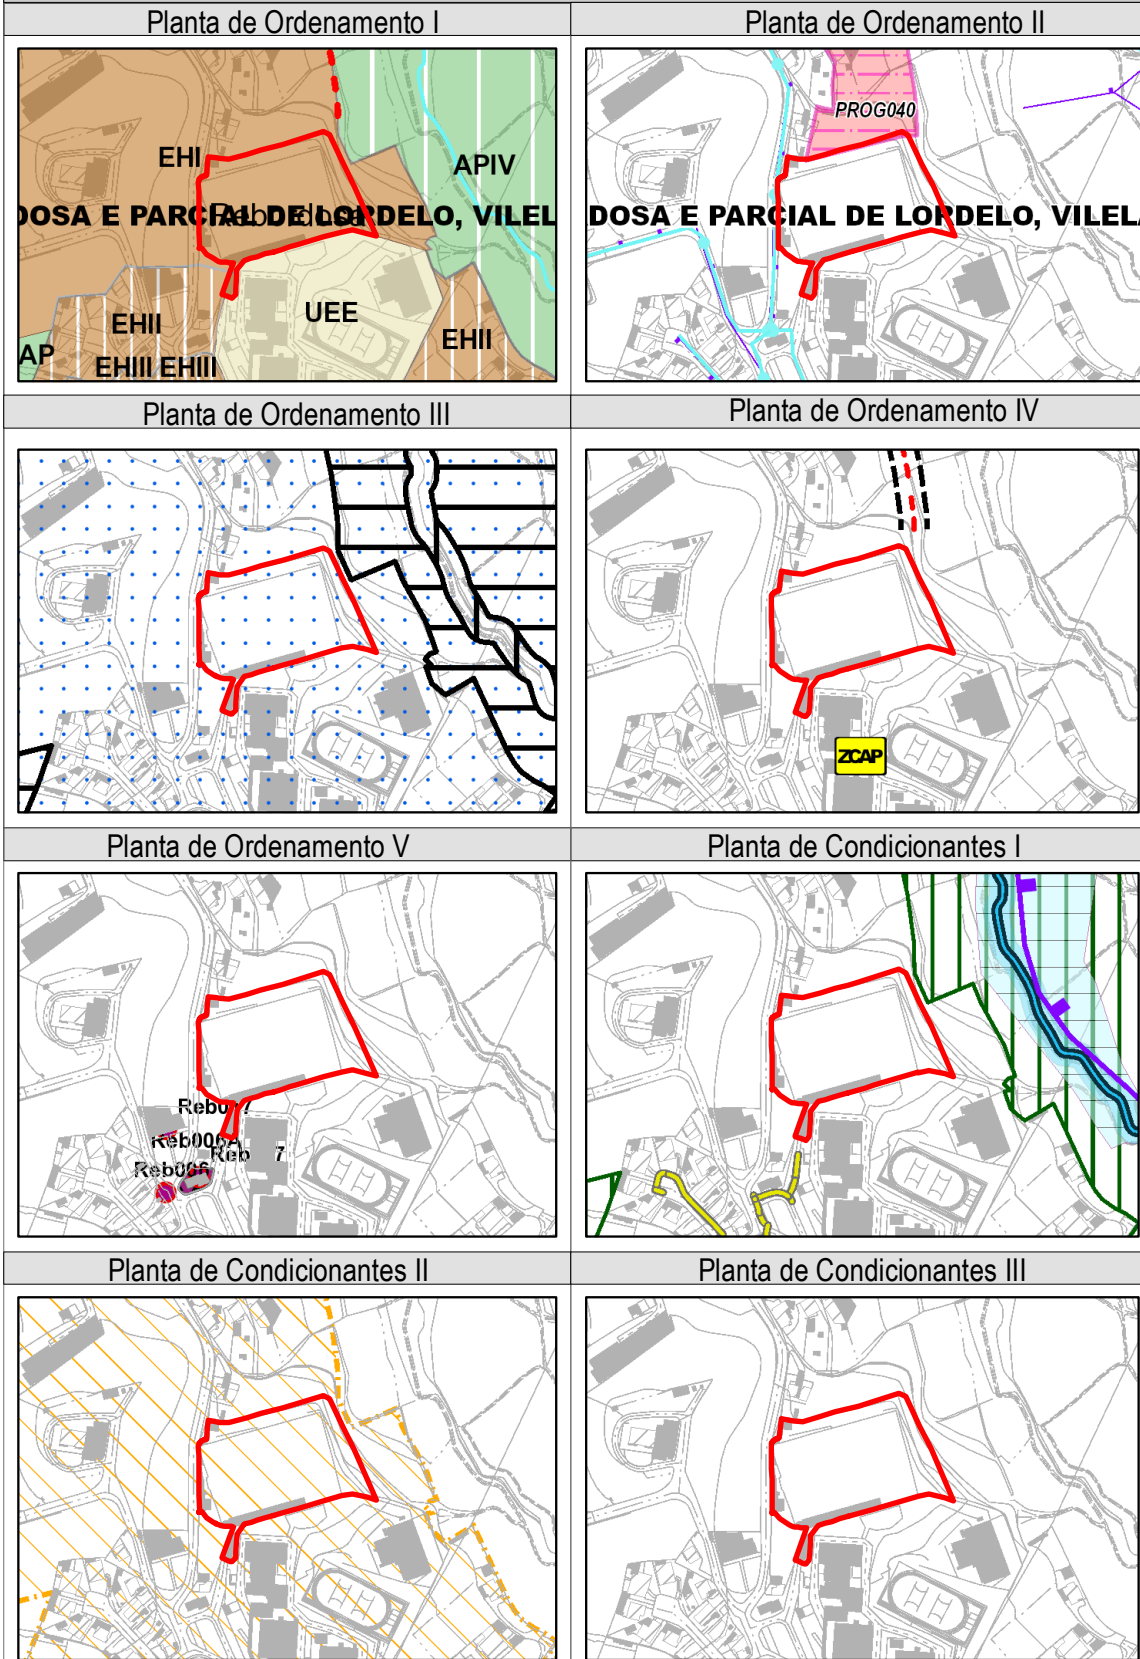 Planta de Ordenamento I
Planta de Ordenamento II
EHI
APIV
DOSA E PARCIAL DE LORDELO, VILEL
Rebordosa
UEE
EHII
EHII
AP
EHIII EHIII
PROG040
DOSA E PARCIAL DE LORDELO, VILELA
Planta de Ordenamento III
Planta de Ordenamento IV
ZCAP
Planta de Ordenamento V
Planta de Condicionantes I
Reb006A
Reb006
Planta de Condicionantes II
Planta de Condicionantes III